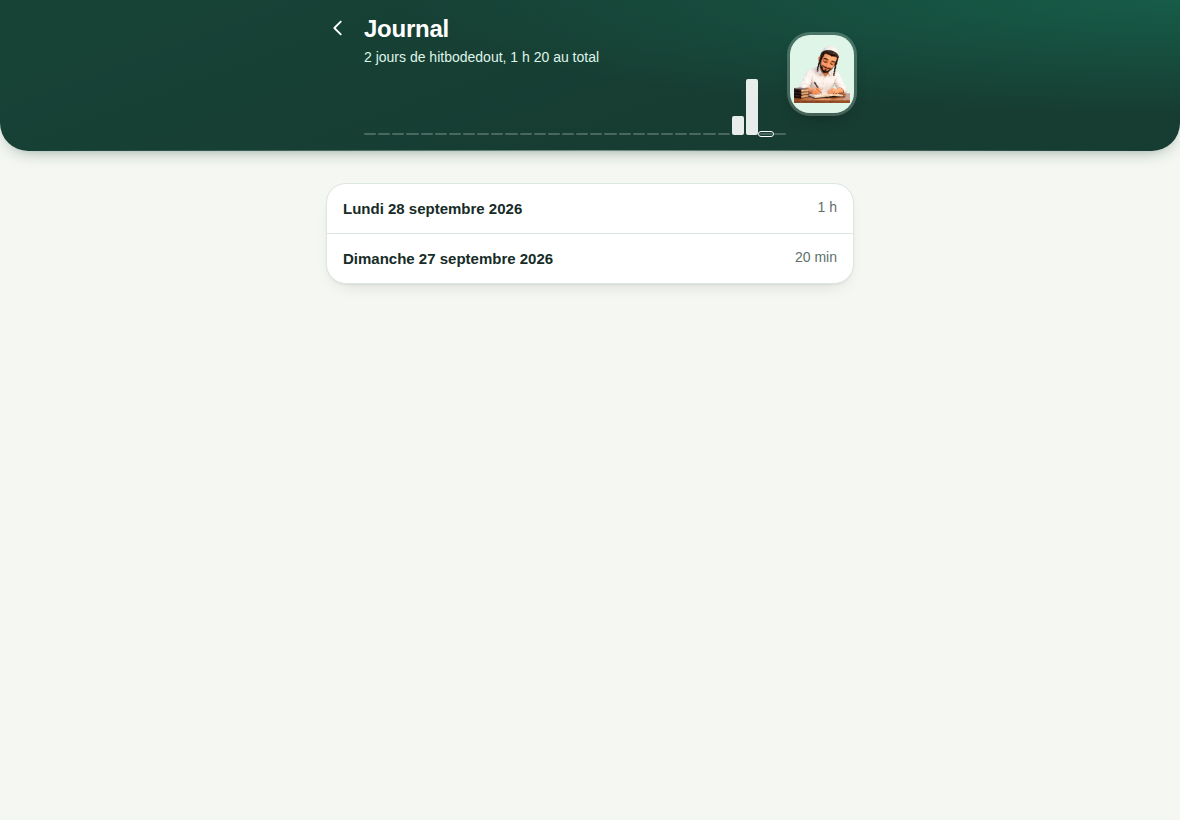 Journal
2 jours de hitbodedout, 1 h 20 au total
Lundi 28 septembre 2026
1 h
Dimanche 27 septembre 2026
20 min